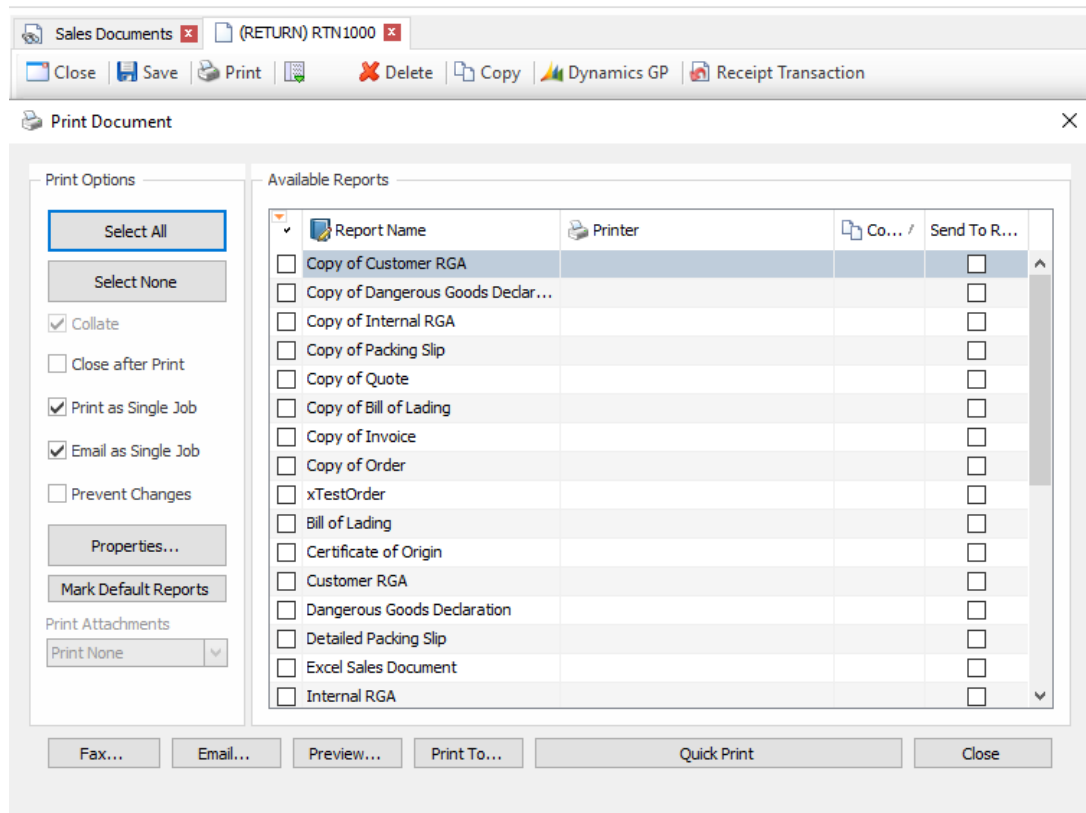 Sales Documents (RETURN) RTN1000
Close Save Print Delete Copy Dynamics GP Receipt Transaction
Print Document
Print Options
Select All
Select None
Collate
Close after Print
Print as Single Job
Email as Single Job
Prevent Changes
Properties...
Mark Default Reports
Print Attachments
Print None
Available Reports
Report Name Printer Co... Send To R...
Copy of Customer RGA
Copy of Dangerous Goods Declar...
Copy of Internal RGA
Copy of Packing Slip
Copy of Quote
Copy of Bill of Lading
Copy of Invoice
Copy of Order
xTestOrder
Bill of Lading
Certificate of Origin
Customer RGA
Dangerous Goods Declaration
Detailed Packing Slip
Excel Sales Document
Internal RGA
Fax... Email... Preview... Print To... Quick Print Close